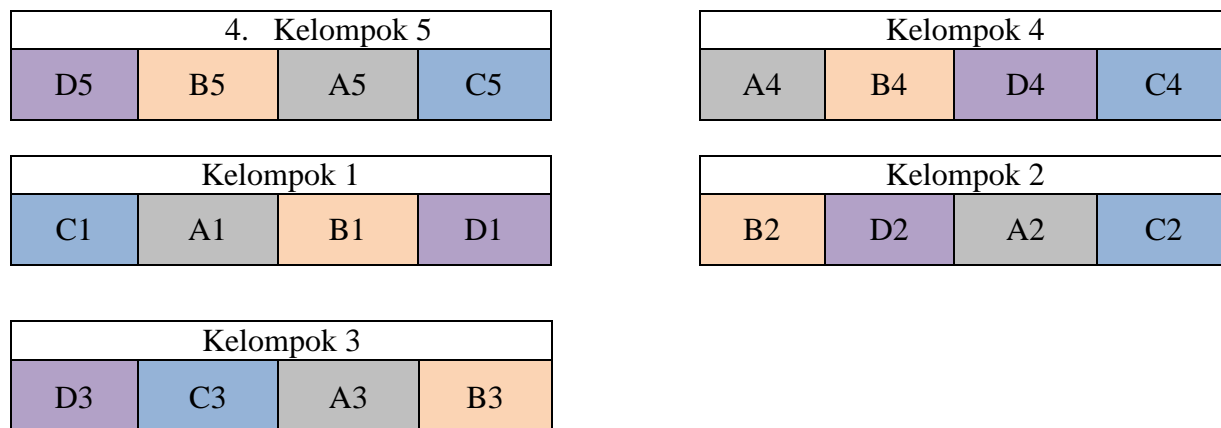 4. Kelompok 5
D5 B5 A5 C5
Kelompok 4
A4 B4 D4 C4
Kelompok 1
C1 A1 B1 D1
Kelompok 2
B2 D2 A2 C2
Kelompok 3
D3 C3 A3 B3